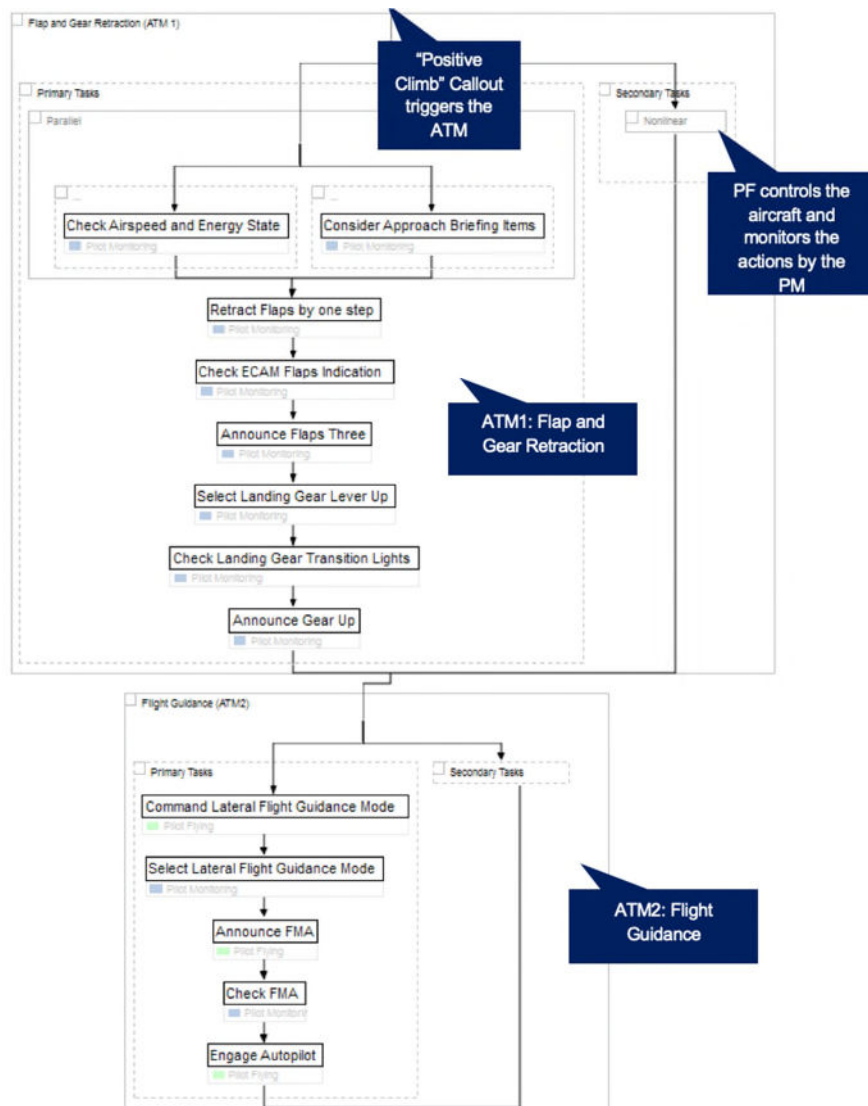 Flap and Gear Retraction (ATM 1)
“Positive
Climb” Callout
triggers the
ATM
Primary Tasks
Secondary Tasks
Parallel
Nonlinear
PF controls the
aircraft and
monitors the
actions by the
PM
...
...
Check Airspeed and Energy State
Pilot Monitoring
Consider Approach Briefing Items
Pilot Monitoring
Retract Flaps by one step
Pilot Monitoring
Check ECAM Flaps Indication
Pilot Monitoring
ATM1: Flap and
Gear Retraction
Announce Flaps Three
Pilot Monitoring
Select Landing Gear Lever Up
Pilot Monitoring
Check Landing Gear Transition Lights
Pilot Monitoring
Announce Gear Up
Pilot Monitoring
Flight Guidance (ATM2)
Primary Tasks
Secondary Tasks
Command Lateral Flight Guidance Mode
Pilot Flying
Select Lateral Flight Guidance Mode
Pilot Monitoring
ATM2: Flight
Guidance
Announce FMA
Pilot Flying
Check FMA
Pilot Monitorin
Engage Autopilot
Pilot Flying